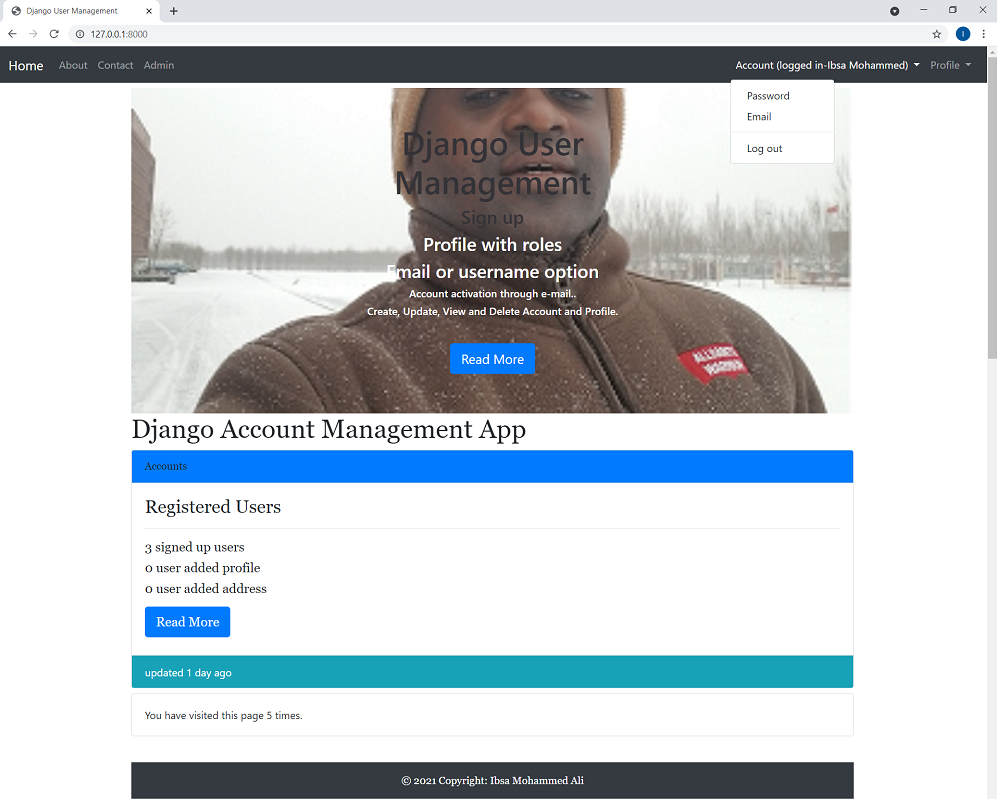 Django User Management
127.0.0.1:8000
Home About Contact Admin Account (logged in-Ibsa Mohammed) Profile
Password
Email
Log out
Django User
Management
Sign up
Profile with roles
Email or username option
Account activation through e-mail..
Create, Update, View and Delete Account and Profile.
Read More
Django Account Management App
Accounts
Registered Users
3 signed up users
0 user added profile
0 user added address
Read More
updated 1 day ago
You have visited this page 5 times.
© 2021 Copyright: Ibsa Mohammed Ali